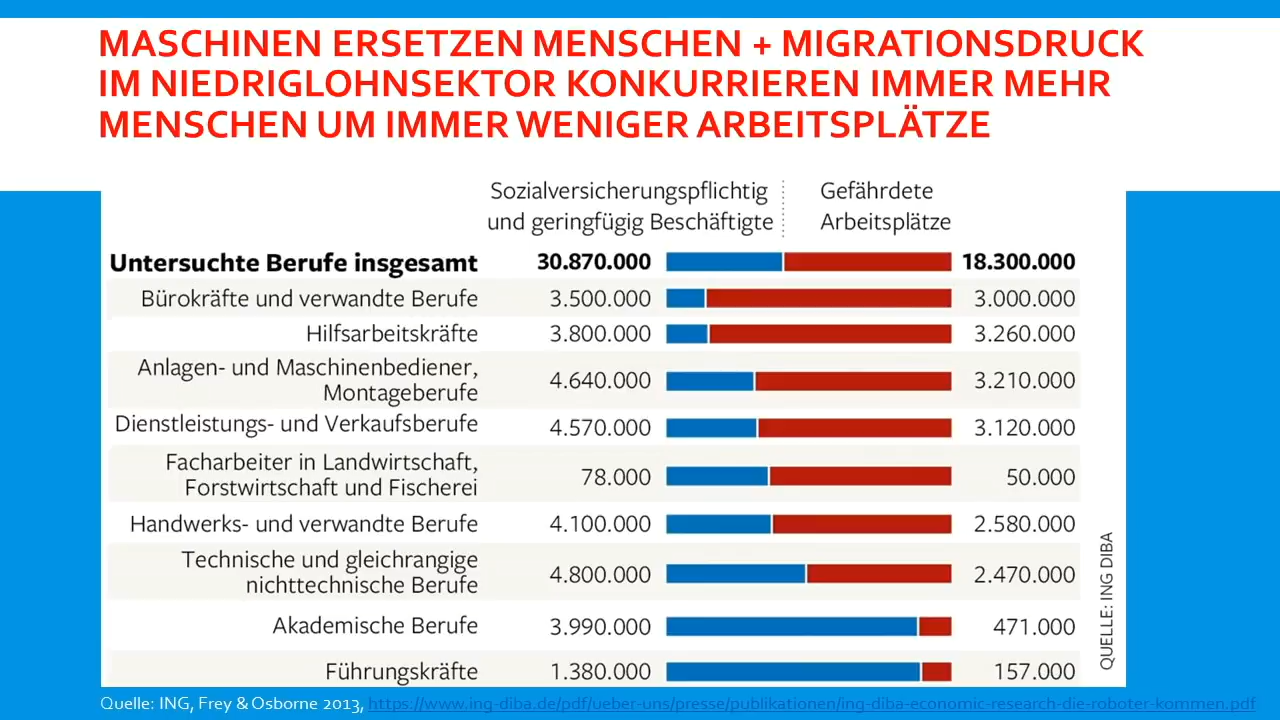 MASCHINEN ERSETZEN MENSCHEN + MIGRATIONSDRUCK
IM NIEDRIGLOHNSEKTOR KONKURRIEREN IMMER MEHR
MENSCHEN UM IMMER WENIGER ARBEITSPLÄTZE
Sozialversicherungspflichtig
und geringfügig Beschäftigte
Gefährdete
Arbeitsplätze
Untersuchte Berufe insgesamt 30.870.000 18.300.000
Bürokräfte und verwandte Berufe 3.500.000 3.000.000
Hilfsarbeitskräfte 3.800.000 3.260.000
Anlagen- und Maschinenbediener,
Montageberufe 4.640.000 3.210.000
Dienstleistungs- und Verkaufsberufe 4.570.000 3.120.000
Facharbeiter in Landwirtschaft,
Forstwirtschaft und Fischerei 78.000 50.000
Handwerks- und verwandte Berufe 4.100.000 2.580.000
Technische und gleichrangige
nichttechnische Berufe 4.800.000 2.470.000
Akademische Berufe 3.990.000 471.000
Führungskräfte 1.380.000 157.000
QUELLE: ING DIBA
Quelle: ING, Frey & Osborne 2013, https://www.ing-diba.de/pdf/ueber-uns/presse/publikationen/ing-diba-economic-research-die-roboter-kommen.pdf